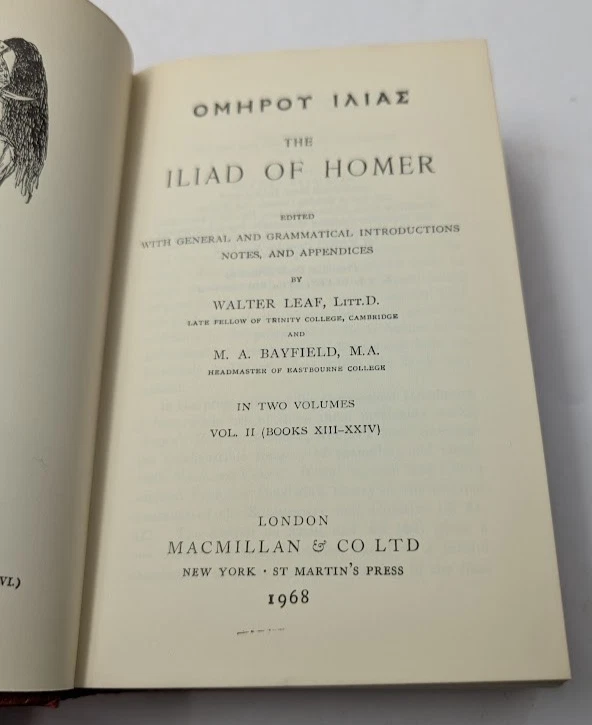 ΟΜΗΡΟΥ ΙΛΙΑΣ
THE
ILIAD OF HOMER
EDITED
WITH GENERAL AND GRAMMATICAL INTRODUCTIONS
NOTES, AND APPENDICES
BY
WALTER LEAF, LITT.D.
LATE FELLOW OF TRINITY COLLEGE, CAMBRIDGE
AND
M. A. BAYFIELD, M.A.
HEADMASTER OF EASTBOURNE COLLEGE
IN TWO VOLUMES
VOL. II (BOOKS XIII–XXIV)
LONDON
MACMILLAN & CO LTD
NEW YORK · ST MARTIN'S PRESS
1968
VI.)